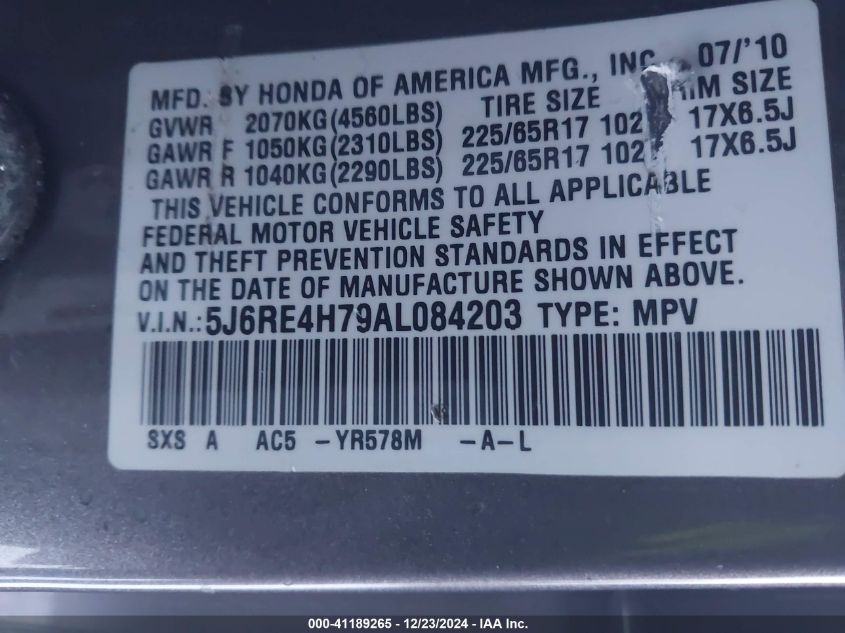 MFD. BY HONDA OF AMERICA MFG., INC. 07/'10
GVWR 2070KG(4560LBS) TIRE SIZE RIM SIZE
GAWR F 1050KG(2310LBS) 225/65R17 102 17X6.5J
GAWR R 1040KG(2290LBS) 225/65R17 102 17X6.5J
THIS VEHICLE CONFORMS TO ALL APPLICABLE
FEDERAL MOTOR VEHICLE SAFETY
AND THEFT PREVENTION STANDARDS IN EFFECT
ON THE DATE OF MANUFACTURE SHOWN ABOVE.
V.I.N.:5J6RE4H79AL084203 TYPE: MPV
SXS A AC5 -YR578M -A-L
000-41189265 - 12/23/2024 - IAA Inc.